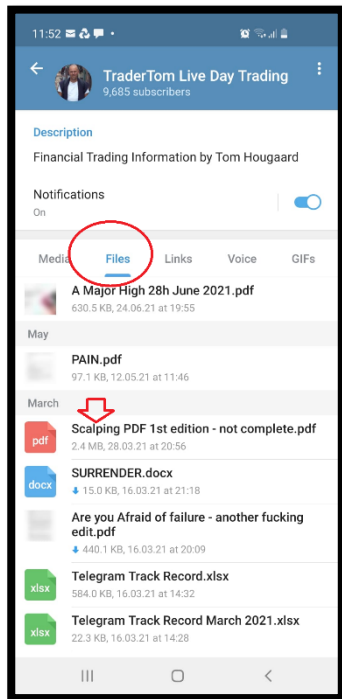 11:52
TraderTom Live Day Trading
9,685 subscribers
Description
Financial Trading Information by Tom Hougaard
Notifications
On
Media Files Links Voice GIFs
A Major High 28h June 2021.pdf
630.5 KB, 24.06.21 at 19:55
May
PAIN.pdf
97.1 KB, 12.05.21 at 11:46
March
pdf
Scalping PDF 1st edition - not complete.pdf
2.4 MB, 28.03.21 at 20:56
docx
SURRENDER.docx
15.0 KB, 16.03.21 at 21:18
Are you Afraid of failure - another fucking
edit.pdf
440.1 KB, 16.03.21 at 20:09
xlsx
Telegram Track Record.xlsx
584.0 KB, 16.03.21 at 14:32
xlsx
Telegram Track Record March 2021.xlsx
22.3 KB, 16.03.21 at 14:28